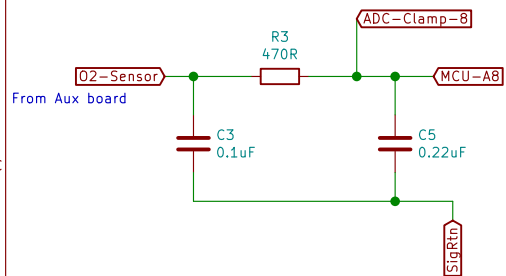 ADC-Clamp-8
R3
470R
O2-Sensor
MCU-A8
From Aux board
C3
0.1uF
C5
0.22uF
SigRtn